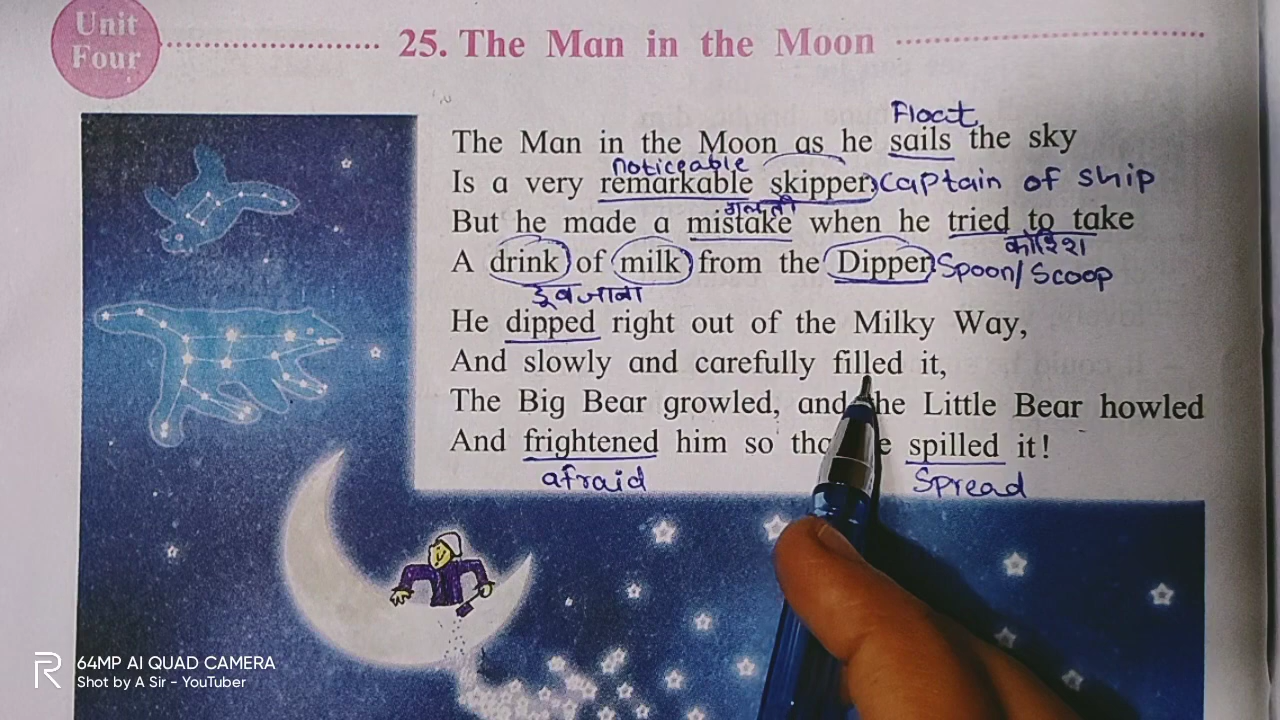 Unit
Four
25. The Man in the Moon
Float
The Man in the Moon as he sails the sky
noticeable
Is a very remarkable skipper, Captain of ship
गलती
But he made a mistake when he tried to take
कोशिश
A drink of milk from the Dipper. Spoon/Scoop
डूब जाना
He dipped right out of the Milky Way,
And slowly and carefully filled it,
The Big Bear growled, and the Little Bear howled
And frightened him so spilled it!
afraid Spread
64MP AI QUAD CAMERA
Shot by A Sir - YouTuber